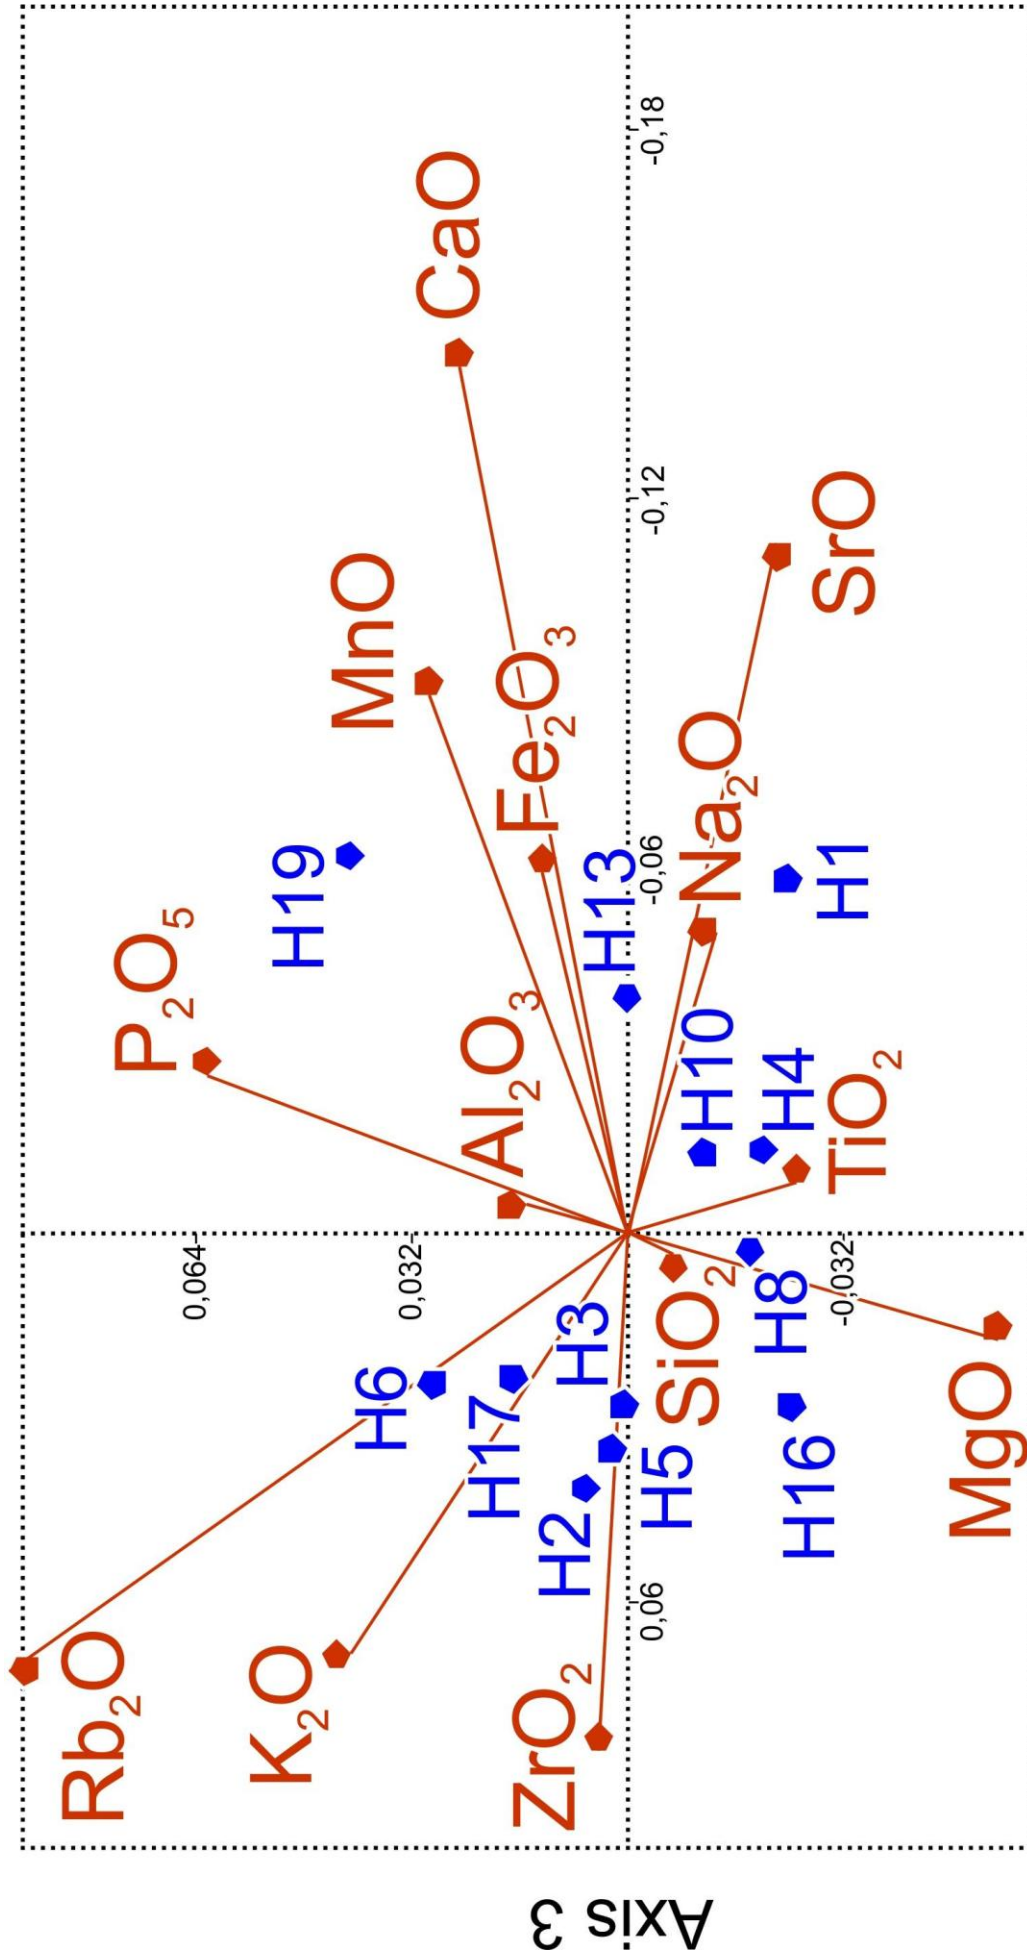 Rb₂O
K₂O
ZrO₂
P₂O₅
Al₂O₃
MnO
Fe₂O₃
CaO
Na₂O
SrO
TiO₂
SiO₂
MgO
H6
H17
H2
H3
H5
H16
H8
H19
H13
H10
H4
H1
0,064
0,032
-0,032
0,06
-0,06
-0,12
-0,18
Axis 3